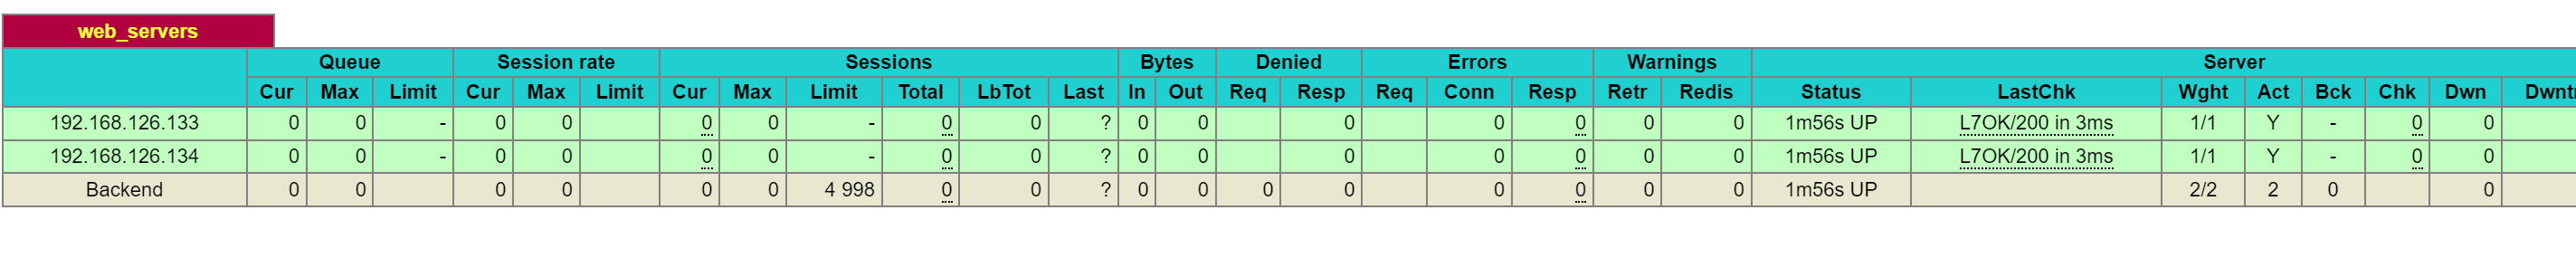 web_servers
Queue Session rate Sessions Bytes Denied Errors Warnings Server
Cur Max Limit Cur Max Limit Cur Max Limit Total LbTot Last In Out Req Resp Req Conn Resp Retr Redis Status LastChk Wght Act Bck Chk Dwn
192.168.126.133 0 0 - 0 0 0 0 - 0 0 ? 0 0 0 0 0 0 0 1m56s UP L7OK/200 in 3ms 1/1 Y - 0 0
192.168.126.134 0 0 - 0 0 0 0 - 0 0 ? 0 0 0 0 0 0 0 1m56s UP L7OK/200 in 3ms 1/1 Y - 0 0
Backend 0 0 0 0 0 0 4 998 0 0 ? 0 0 0 0 0 0 0 0 1m56s UP 2/2 2 0 0